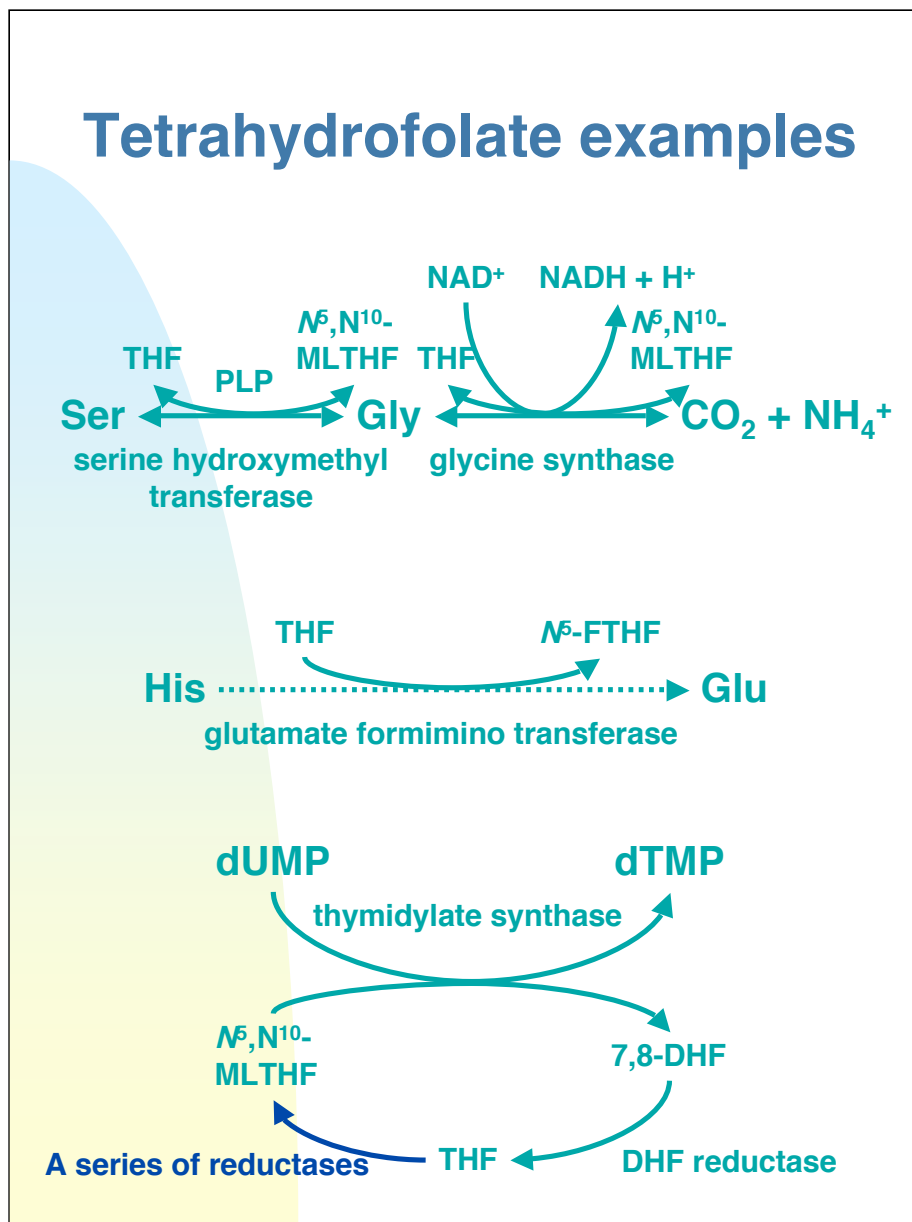 Tetrahydrofolate examples
NAD⁺ NADH + H⁺
N⁵,N¹⁰- N⁵,N¹⁰-
THF MLTHF THF MLTHF
PLP
Ser Gly CO₂ + NH₄⁺
serine hydroxymethyl glycine synthase
transferase
THF N⁵-FTHF
His Glu
glutamate formimino transferase
dUMP dTMP
thymidylate synthase
N⁵,N¹⁰-
MLTHF 7,8-DHF
A series of reductases THF DHF reductase